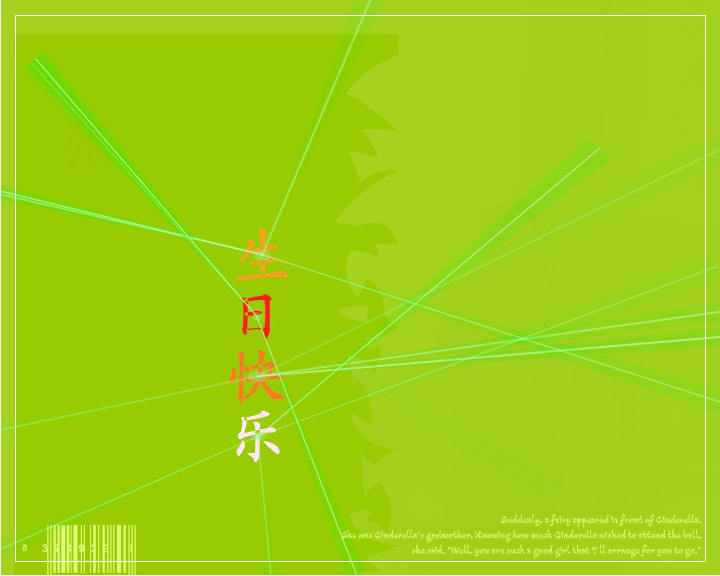 生
日
快
乐
Suddenly, a fairy appeared in front of Cinderella.
She was Cinderella's godmother. Knowing how much Cinderella wished to attend the ball,
she said, "Well, you are such a good girl that I'll arrange for you to go."
8